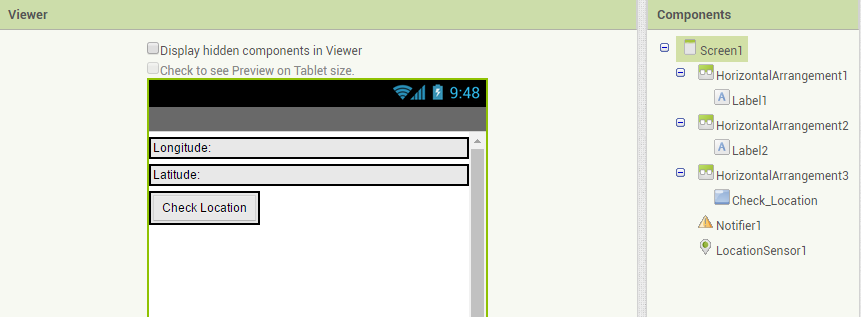 Viewer
Display hidden components in Viewer
Check to see Preview on Tablet size.
9:48
Longitude:
Latitude:
Check Location
Components
Screen1
HorizontalArrangement1
A Label1
HorizontalArrangement2
A Label2
HorizontalArrangement3
Check_Location
Notifier1
LocationSensor1